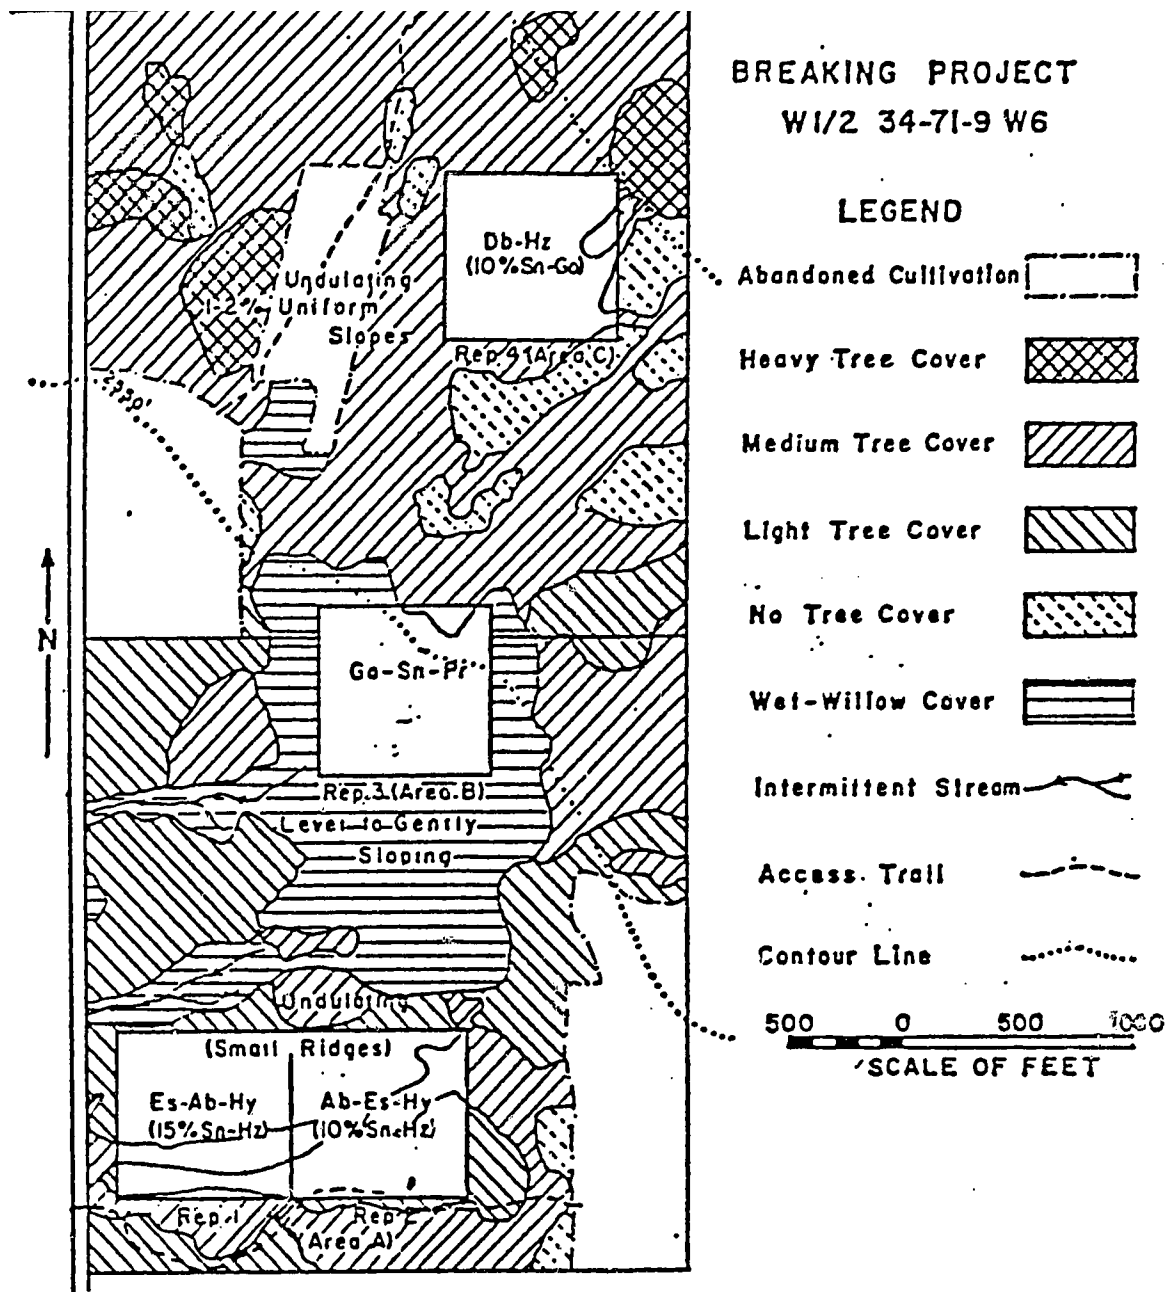 BREAKING PROJECT
W1/2 34-71-9 W6
LEGEND
Abandoned Cultivation
Heavy Tree Cover
Medium Tree Cover
Light Tree Cover
No Tree Cover
Wet-Willow Cover
Intermittent Stream
Access Trail
Contour Line
500 0 500 1000
SCALE OF FEET
Db-Hz
(10% Sn-Go)
Rep. 4 (Area C)
Undulating
1-2% Uniform
Slopes
2350'
N
Go-Sn-Pr
Rep. 3 (Area B)
Level to Gently
Sloping
Undulating
(Small Ridges)
Es-Ab-Hy
(15% Sn-Hz)
Ab-Es-Hy
(10% Sn-Hz)
Rep. 1
Rep. 2
(Area A)